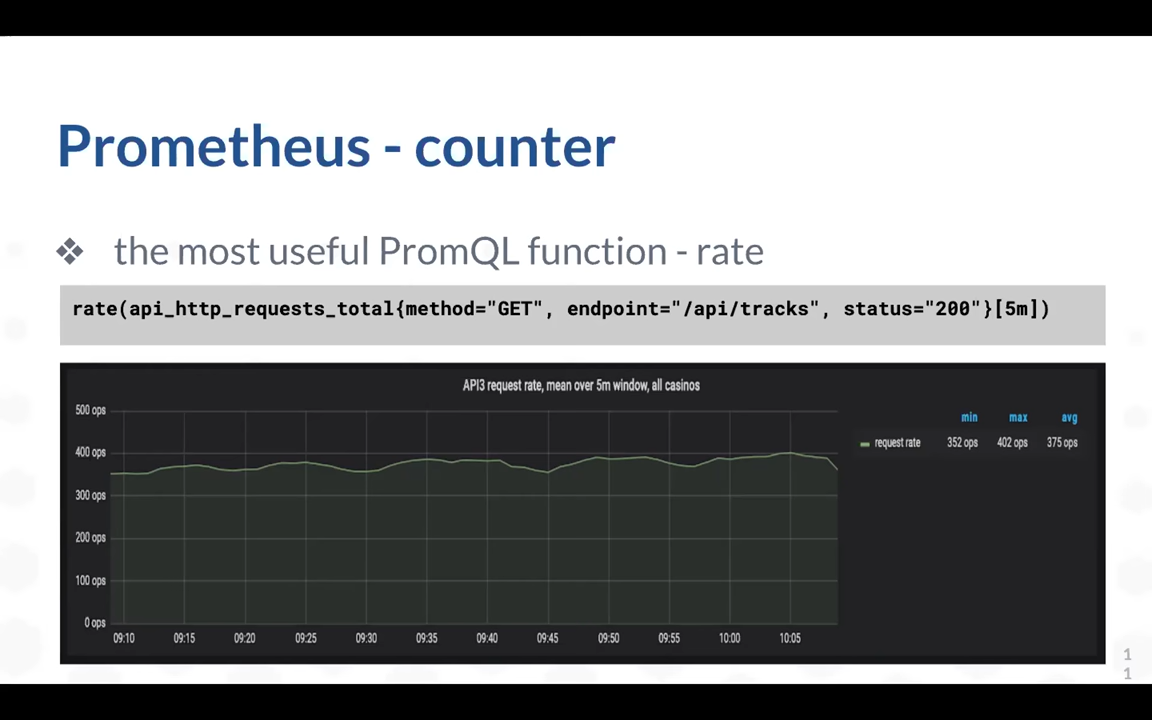 Prometheus - counter
❖ the most useful PromQL function - rate
rate(api_http_requests_total{method="GET", endpoint="/api/tracks", status="200"}[5m])
API3 request rate, mean over 5m window, all casinos
500 ops
400 ops
300 ops
200 ops
100 ops
0 ops
09:10 09:15 09:20 09:25 09:30 09:35 09:40 09:45 09:50 09:55 10:00 10:05
min max avg
request rate 352 ops 402 ops 375 ops
1
1